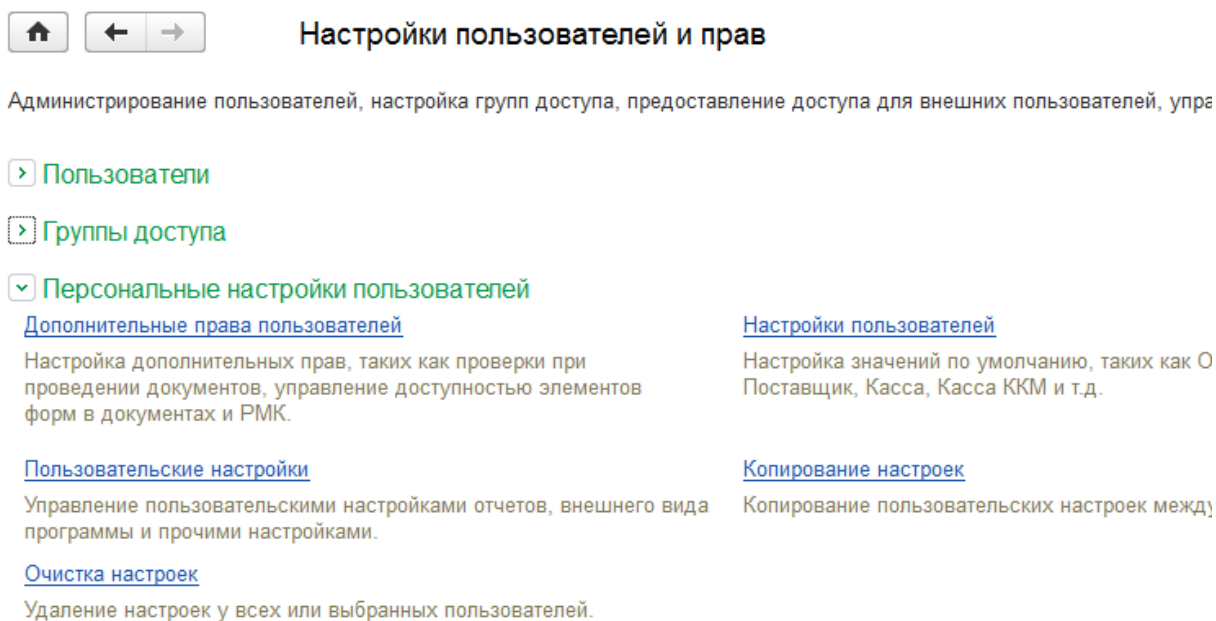 Настройки пользователей и прав
Администрирование пользователей, настройка групп доступа, предоставление доступа для внешних пользователей,
Пользователи
Группы доступа
Персональные настройки пользователей
Дополнительные права пользователей
Настройка дополнительных прав, таких как проверки при
проведении документов, управление доступностью элементов
форм в документах и РМК.
Настройки пользователей
Настройка значений по умолчанию, таких как
Поставщик, Касса, Касса ККМ и т.д.
Пользовательские настройки
Управление пользовательскими настройками отчетов, внешнего вида
программы и прочими настройками.
Копирование настроек
Копирование пользовательских настроек между
Очистка настроек
Удаление настроек у всех или выбранных пользователей.